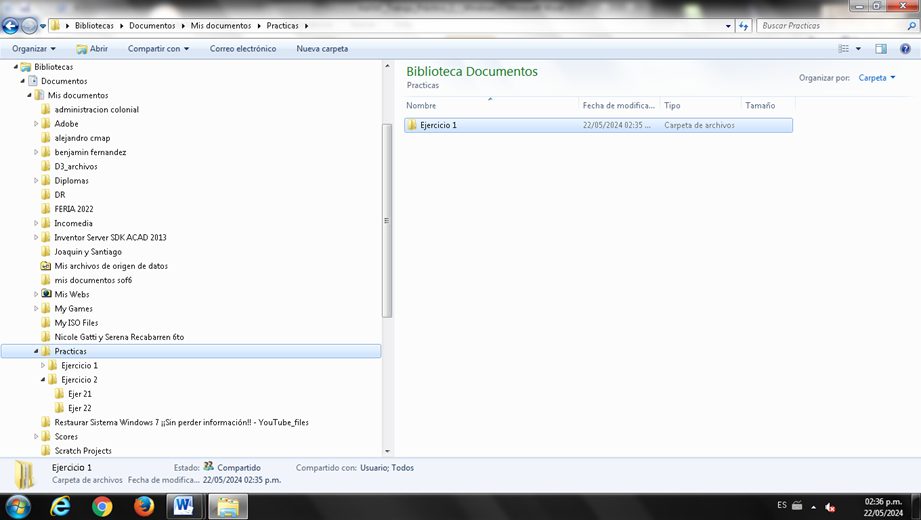 Bibliotecas Documentos Mis documentos Practicas
Buscar Practicas
Organizar Abrir Compartir con Correo electrónico Nueva carpeta
Bibliotecas
Documentos
Mis documentos
administracion colonial
Adobe
alejandro cmap
benjamin fernandez
D3_archivos
Diplomas
DR
FERIA 2022
Incomedia
Inventor Server SDK ACAD 2013
Joaquin y Santiago
Mis archivos de origen de datos
mis documentos sof6
Mis Webs
My Games
My ISO Files
Nicole Gatti y Serena Recabarren 6to
Practicas
Ejercicio 1
Ejercicio 2
Ejer 21
Ejer 22
Restaurar Sistema Windows 7 ¡¡Sin perder información!! - YouTube_files
Scores
Scratch Projects
Biblioteca Documentos
Practicas
Organizar por: Carpeta
Nombre Fecha de modifica... Tipo Tamaño
Ejercicio 1 22/05/2024 02:35 ... Carpeta de archivos
Ejercicio 1 Estado: Compartido Compartido con: Usuario; Todos
Carpeta de archivos Fecha de modifica... 22/05/2024 02:35 p.m.
ES
02:36 p.m.
22/05/2024